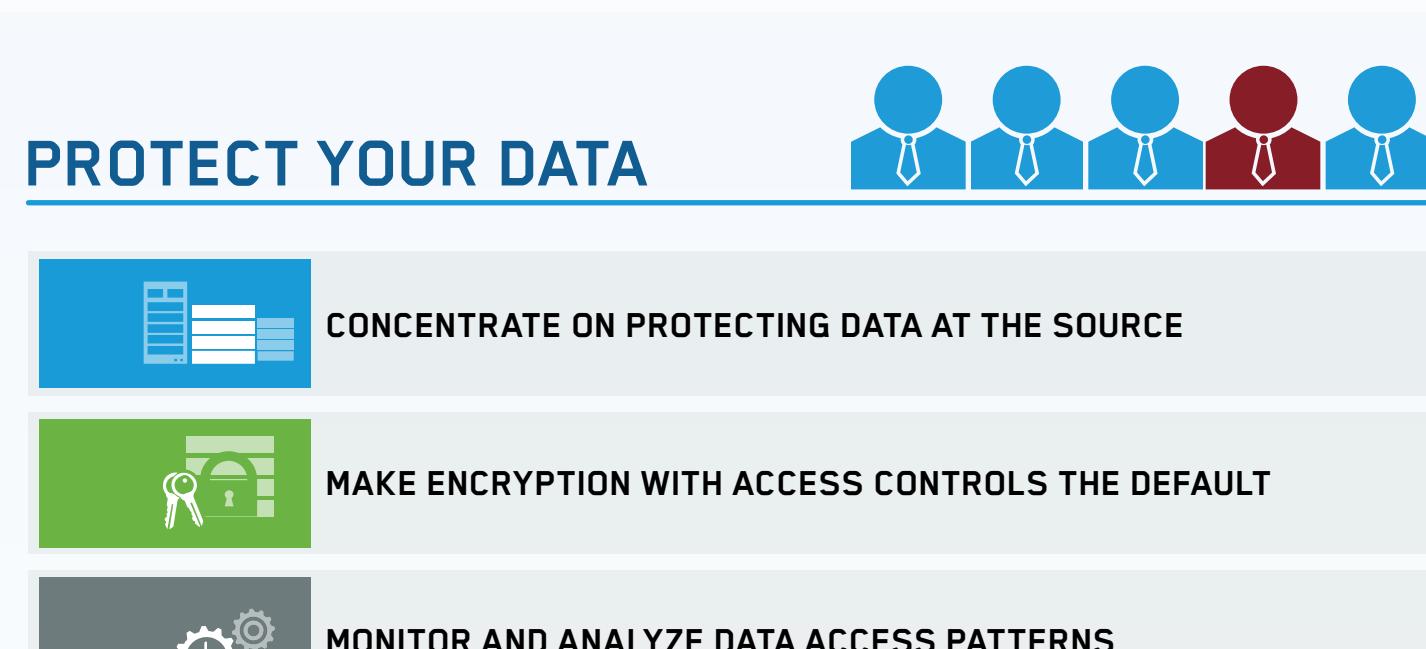 PROTECT YOUR DATA
CONCENTRATE ON PROTECTING DATA AT THE SOURCE
MAKE ENCRYPTION WITH ACCESS CONTROLS THE DEFAULT
MONITOR AND ANALYZE DATA ACCESS PATTERNS